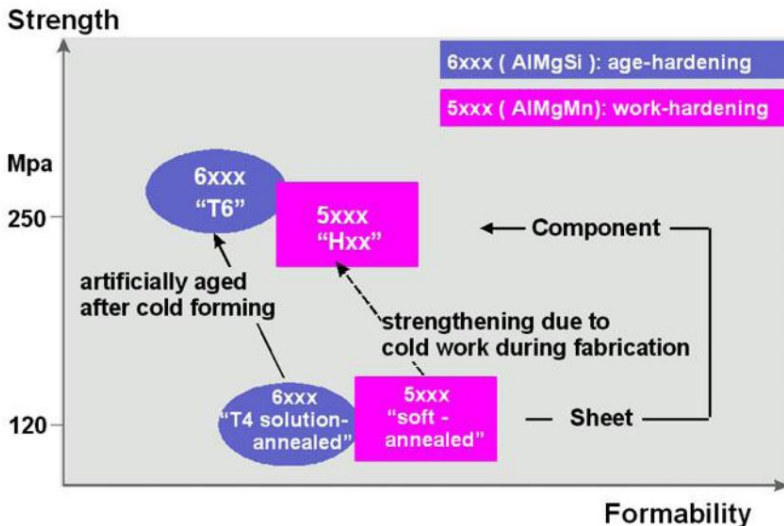 Strength
6xxx ( AlMgSi ): age-hardening
5xxx ( AlMgMn): work-hardening
Mpa
6xxx
“T6”
250
5xxx
“Hxx”
Component
artificially aged
after cold forming
strengthening due to
cold work during fabrication
6xxx
“T4 solution-
annealed”
5xxx
“soft -
annealed”
120
Sheet
Formability